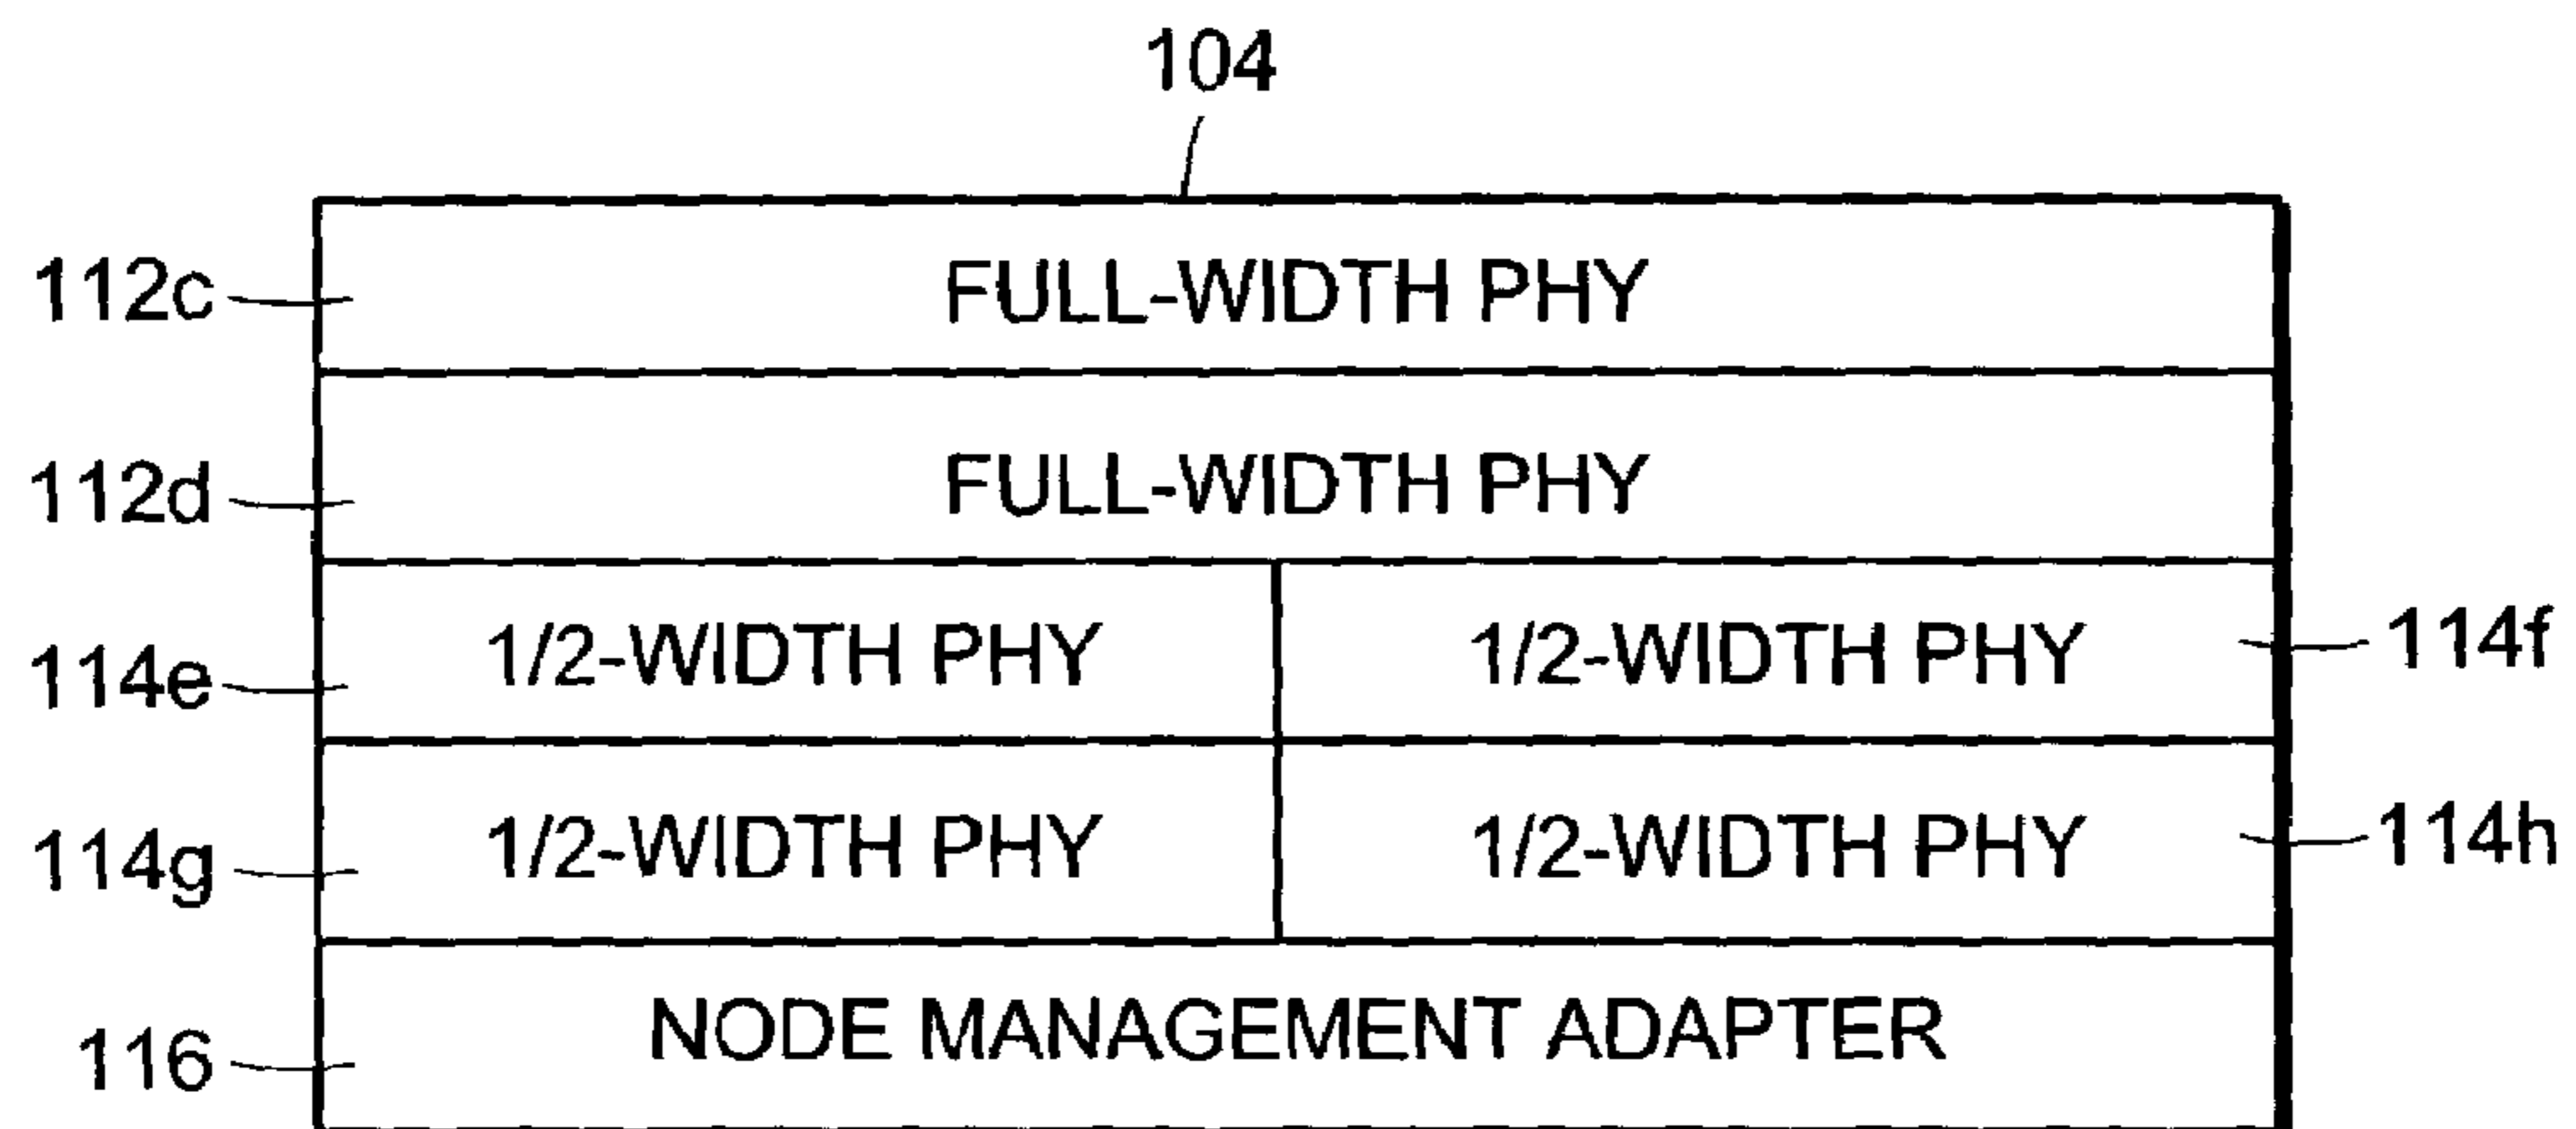 104
112c FULL-WIDTH PHY
112d FULL-WIDTH PHY
114e 1/2-WIDTH PHY 1/2-WIDTH PHY 114f
114g 1/2-WIDTH PHY 1/2-WIDTH PHY 114h
116 NODE MANAGEMENT ADAPTER